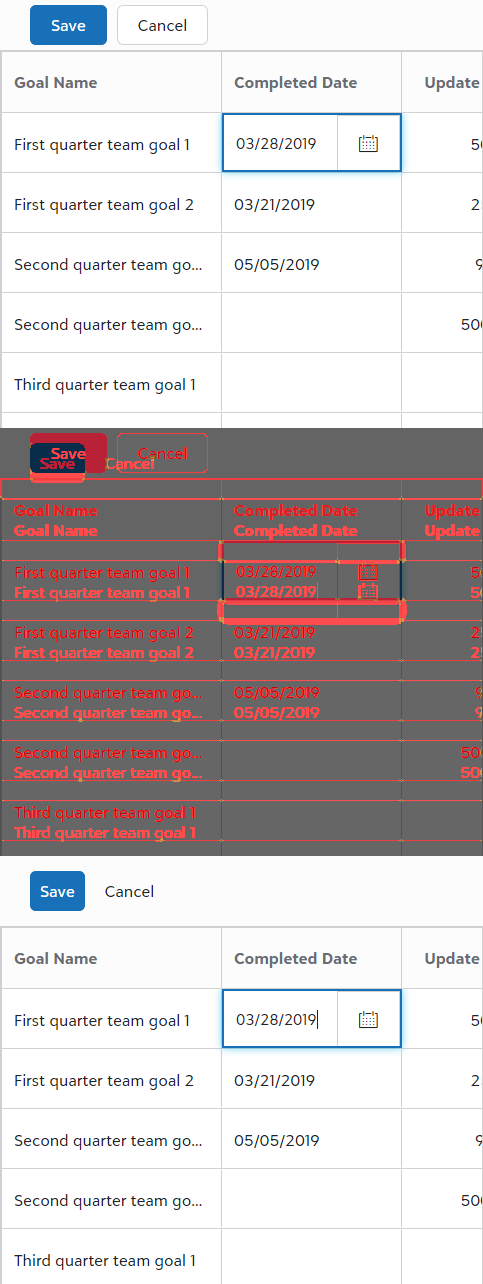 Save Cancel
Goal Name Completed Date Update
First quarter team goal 1 03/28/2019 50
First quarter team goal 2 03/21/2019 2
Second quarter team go... 05/05/2019 9
Second quarter team go... 500
Third quarter team goal 1
Save Cancel
Save Cancel
Goal Name Completed Date Update
Goal Name Completed Date Update
First quarter team goal 1 03/28/2019 50
First quarter team goal 1 03/28/2019 50
First quarter team goal 2 03/21/2019 25
First quarter team goal 2 03/21/2019 25
Second quarter team go... 05/05/2019 9
Second quarter team go... 05/05/2019 9
Second quarter team go... 500
Second quarter team go... 500
Third quarter team goal 1
Third quarter team goal 1
Save Cancel
Goal Name Completed Date Update
First quarter team goal 1 03/28/2019 50
First quarter team goal 2 03/21/2019 2
Second quarter team go... 05/05/2019 9
Second quarter team go... 500
Third quarter team goal 1